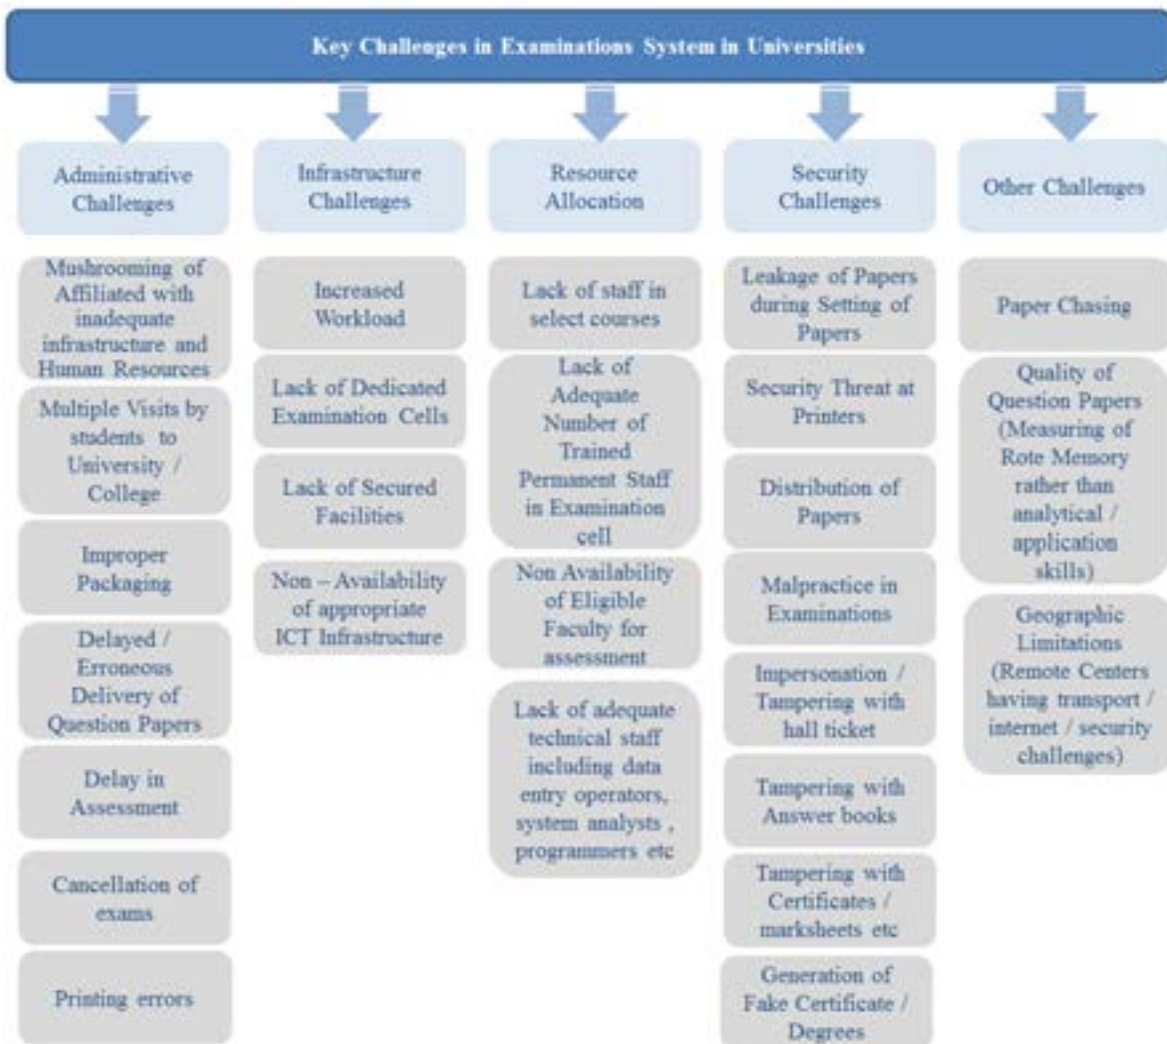 Key Challenges in Examinations System in Universities
Administrative
Challenges
Mushrooming of
Affiliated with
inadequate
infrastructure and
Human Resources
Multiple Visits by
students to
University /
College
Improper
Packaging
Delayed /
Erroneous
Delivery of
Question Papers
Delay in
Assessment
Cancellation of
exams
Printing errors
Infrastructure
Challenges
Increased
Workload
Lack of Dedicated
Examination Cells
Lack of Secured
Facilities
Non – Availability
of appropriate
ICT Infrastructure
Resource
Allocation
Lack of staff in
select courses
Lack of
Adequate
Number of
Trained
Permanent Staff
in Examination
cell
Non Availability
of Eligible
Faculty for
assessment
Lack of adequate
technical staff
including data
entry operators,
system analysts ,
programmers etc
Security
Challenges
Leakage of Papers
during Setting of
Papers
Security Threat at
Printers
Distribution of
Papers
Malpractice in
Examinations
Impersonation /
Tampering with
hall ticket
Tampering with
Answer books
Tampering with
Certificates /
marksheets etc
Generation of
Fake Certificate /
Degrees
Other Challenges
Paper Chasing
Quality of
Question Papers
(Measuring of
Rote Memory
rather than
analytical /
application
skills)
Geographic
Limitations
(Remote Centers
having transport /
internet / security
challenges)